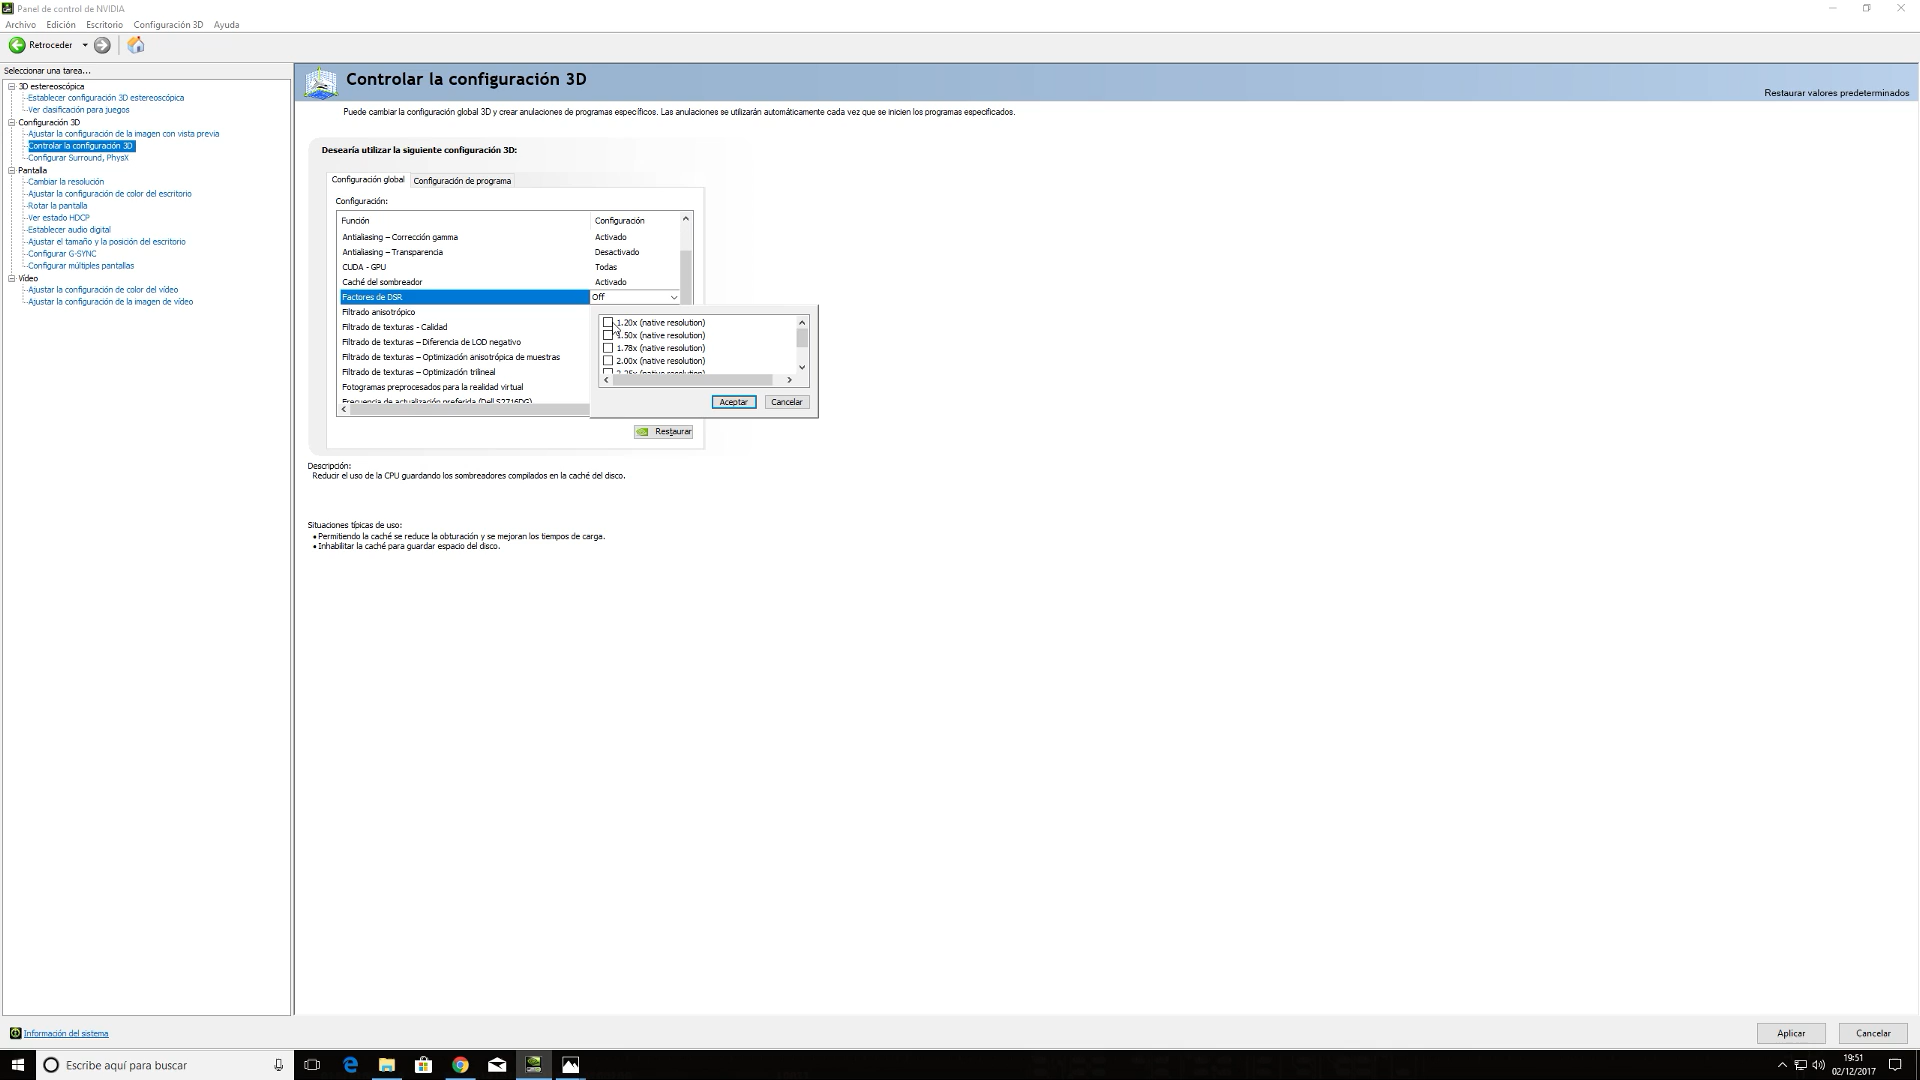 Panel de control de NVIDIA
Archivo Edición Escritorio Configuración 3D Ayuda
Retroceder
Seleccionar una tarea...
3D estereoscópica
Establecer configuración 3D estereoscópica
Ver clasificación para juegos
Configuración 3D
Ajustar la configuración de la imagen con vista previa
Controlar la configuración 3D
Configurar Surround, PhysX
Pantalla
Cambiar la resolución
Ajustar la configuración de color del escritorio
Rotar la pantalla
Ver estado HDCP
Establecer audio digital
Ajustar el tamaño y la posición del escritorio
Configurar G-SYNC
Configurar múltiples pantallas
Vídeo
Ajustar la configuración de color del vídeo
Ajustar la configuración de la imagen de vídeo
Controlar la configuración 3D
Restaurar valores predeterminados
Puede cambiar la configuración global 3D y crear anulaciones de programas específicos. Las anulaciones se utilizarán automáticamente cada vez que se inicien los programas especificados.
Desearía utilizar la siguiente configuración 3D:
Configuración global Configuración de programa
Configuración:
Función Configuración
Antialiasing – Corrección gamma Activado
Antialiasing – Transparencia Desactivado
CUDA - GPU Todas
Caché del sombreador Activado
Factores de DSR Off
Filtrado anisotrópico
Filtrado de texturas - Calidad
Filtrado de texturas – Diferencia de LOD negativo
Filtrado de texturas – Optimización anisotrópica de muestras
Filtrado de texturas – Optimización trilineal
Fotogramas preprocesados para la realidad virtual
Frecuencia de actualización preferida (Dell S2716DG)
1.20x (native resolution)
1.50x (native resolution)
1.78x (native resolution)
2.00x (native resolution)
2.25x (native resolution)
Aceptar Cancelar
Restaurar
Descripción:
Reducir el uso de la CPU guardando los sombreadores compilados en la caché del disco.
Situaciones típicas de uso:
• Permitiendo la caché se reduce la obturación y se mejoran los tiempos de carga.
• Inhabilitar la caché para guardar espacio del disco.
Información del sistema
Aplicar Cancelar
Escribe aquí para buscar
19:51
02/12/2017